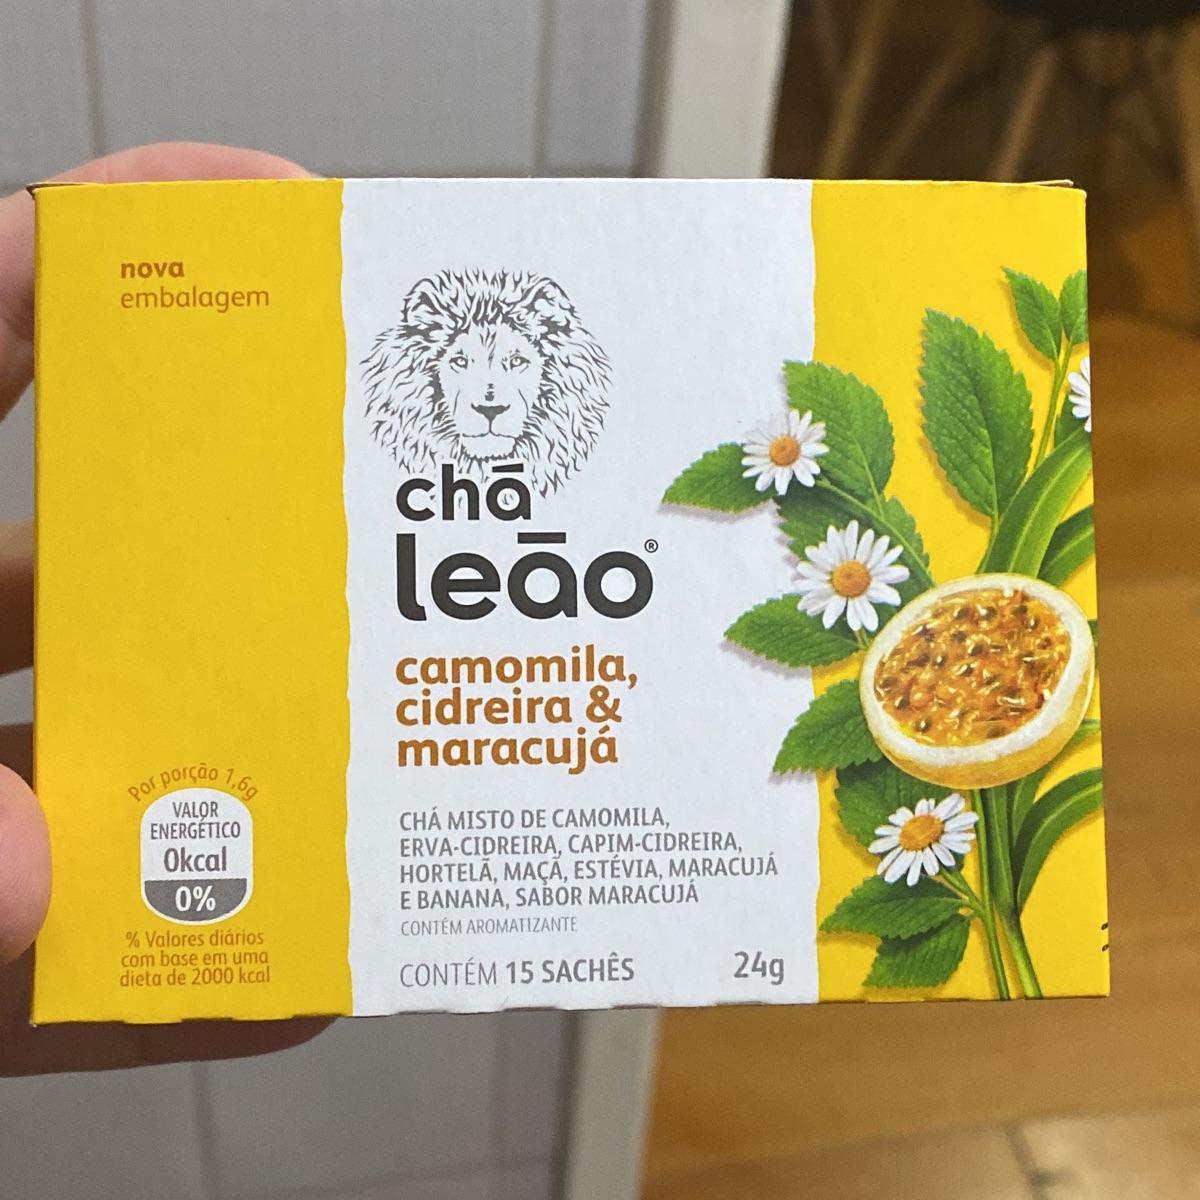 nova
embalagem
chá
leão®
camomila,
cidreira &
maracujá
CHÁ MISTO DE CAMOMILA,
ERVA-CIDREIRA, CAPIM-CIDREIRA,
HORTELÃ, MAÇÃ, ESTÉVIA, MARACUJÁ
E BANANA, SABOR MARACUJÁ
CONTÉM AROMATIZANTE
CONTÉM 15 SACHÊS
24g
Por porção 1,6g
VALOR
ENERGÉTICO
0kcal
0%
% Valores diários
com base em uma
dieta de 2000 kcal